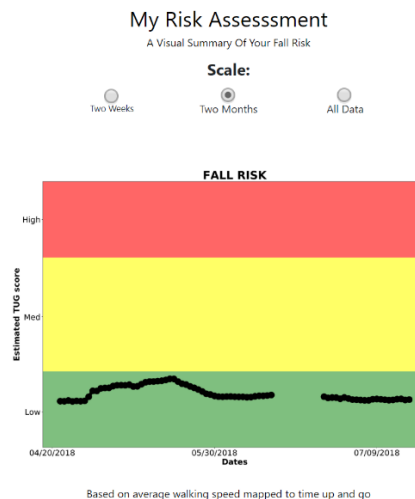 My Risk Assesssment
A Visual Summary Of Your Fall Risk
Scale:
Two Weeks
Two Months
All Data
FALL RISK
High
Med
Low
Estimated TUG score
04/20/2018
05/30/2018
07/09/2018
Dates
Based on average walking speed mapped to time up and go